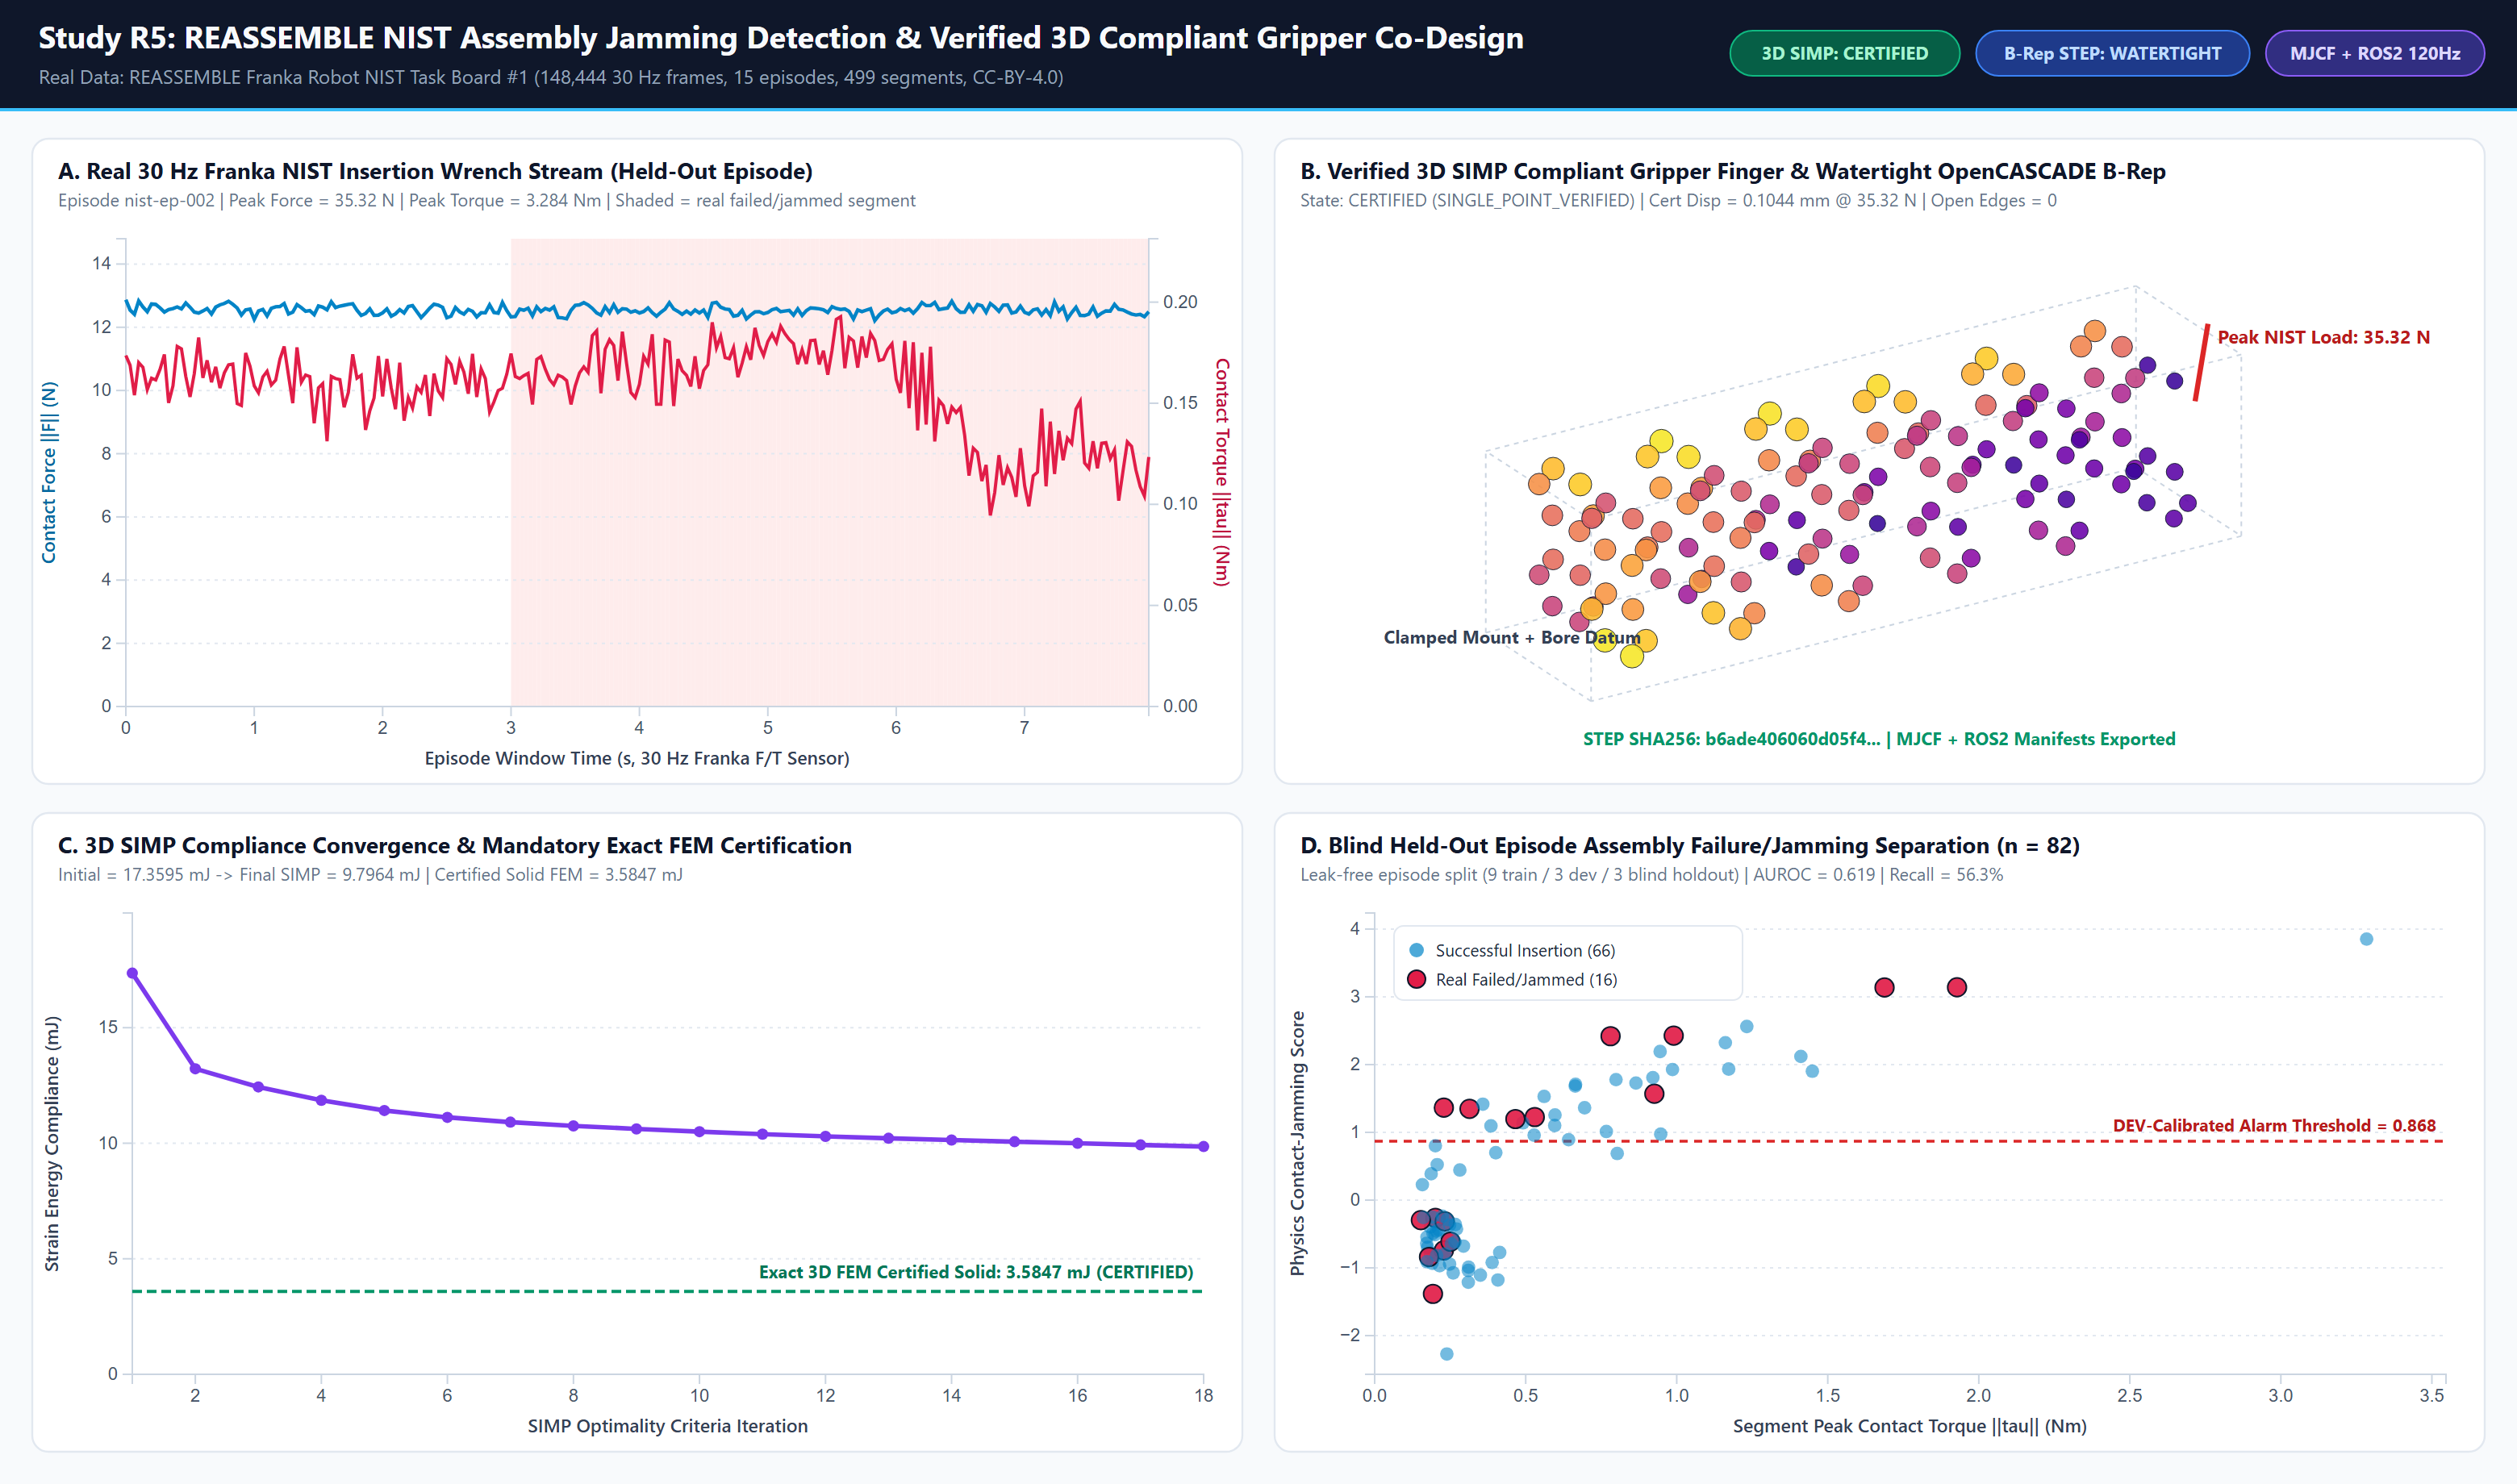 Study R5: REASSEMBLE NIST Assembly Jamming Detection & Verified 3D Compliant Gripper Co-Design
Real Data: REASSEMBLE Franka Robot NIST Task Board #1 (148,444 30 Hz frames, 15 episodes, 499 segments, CC-BY-4.0)
3D SIMP: CERTIFIED
B-Rep STEP: WATERTIGHT
MJCF + ROS2 120Hz
A. Real 30 Hz Franka NIST Insertion Wrench Stream (Held-Out Episode)
Episode nist-ep-002 | Peak Force = 35.32 N | Peak Torque = 3.284 Nm | Shaded = real failed/jammed segment
14
12
10
8
6
4
2
0
Contact Force ||F|| (N)
0.20
0.15
0.10
0.05
0.00
Contact Torque ||tau|| (Nm)
0 1 2 3 4 5 6 7
Episode Window Time (s, 30 Hz Franka F/T Sensor)
B. Verified 3D SIMP Compliant Gripper Finger & Watertight OpenCASCADE B-Rep
State: CERTIFIED (SINGLE_POINT_VERIFIED) | Cert Disp = 0.1044 mm @ 35.32 N | Open Edges = 0
Peak NIST Load: 35.32 N
Clamped Mount + Bore Datum
STEP SHA256: b6ade406060d05f4... | MJCF + ROS2 Manifests Exported
C. 3D SIMP Compliance Convergence & Mandatory Exact FEM Certification
Initial = 17.3595 mJ -> Final SIMP = 9.7964 mJ | Certified Solid FEM = 3.5847 mJ
15
10
5
0
Strain Energy Compliance (mJ)
Exact 3D FEM Certified Solid: 3.5847 mJ (CERTIFIED)
2 4 6 8 10 12 14 16 18
SIMP Optimality Criteria Iteration
D. Blind Held-Out Episode Assembly Failure/Jamming Separation (n = 82)
Leak-free episode split (9 train / 3 dev / 3 blind holdout) | AUROC = 0.619 | Recall = 56.3%
Successful Insertion (66)
Real Failed/Jammed (16)
4
3
2
1
0
−1
−2
Physics Contact-Jamming Score
DEV-Calibrated Alarm Threshold = 0.868
0.0 0.5 1.0 1.5 2.0 2.5 3.0 3.5
Segment Peak Contact Torque ||tau|| (Nm)